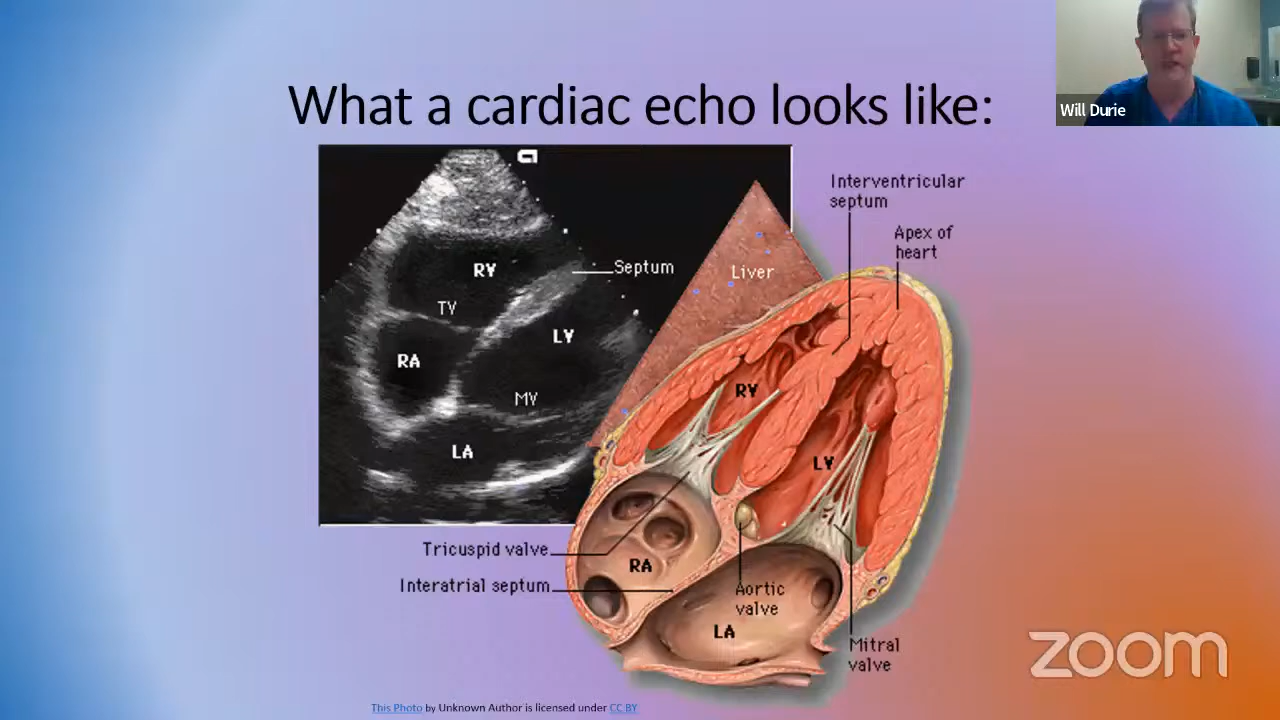 What a cardiac echo looks like:
Will Durie
a
RV
Septum
TV
LV
RA
MV
LA
Interventricular
septum
Apex of
heart
Liver
RV
LV
Tricuspid valve
RA
Interatrial septum
Aortic
valve
LA
Mitral
valve
zoom
This Photo by Unknown Author is licensed under CC BY